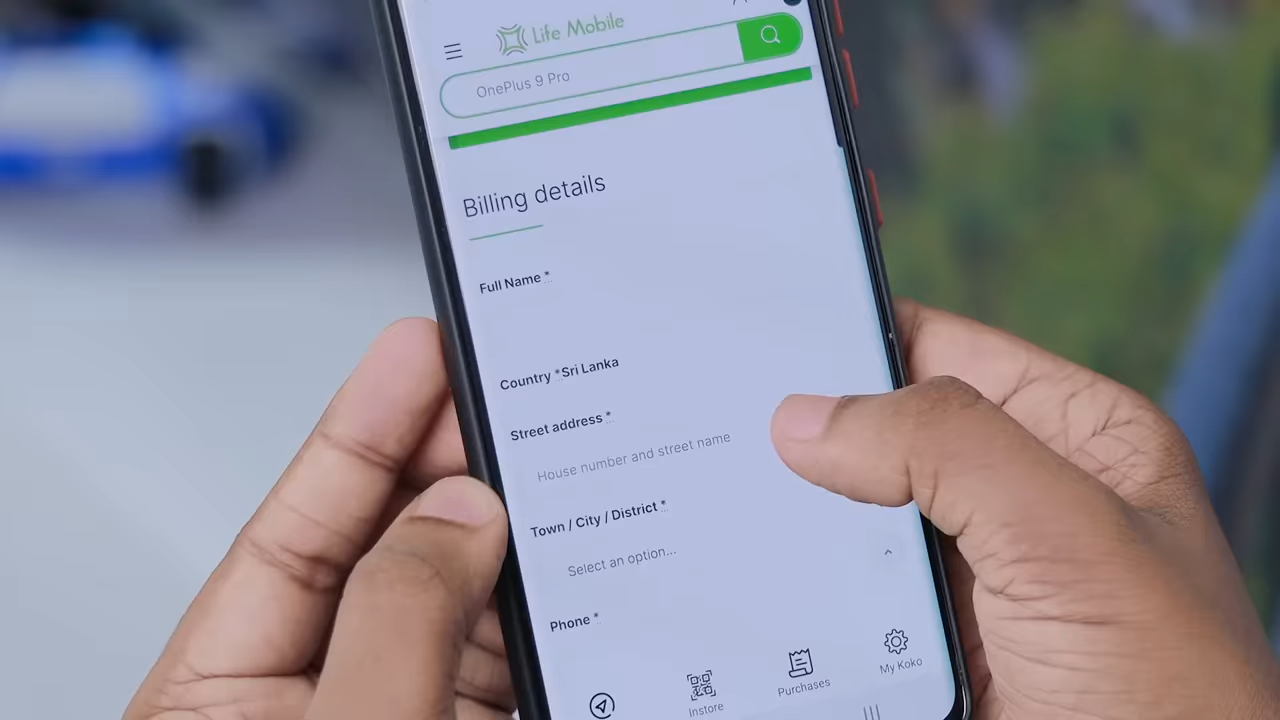 Life Mobile
OnePlus 9 Pro
Billing details
Full Name *
Country *Sri Lanka
Street address *
House number and street name
Town / City / District *
Select an option...
Phone *
Instore
Purchases
My Koko